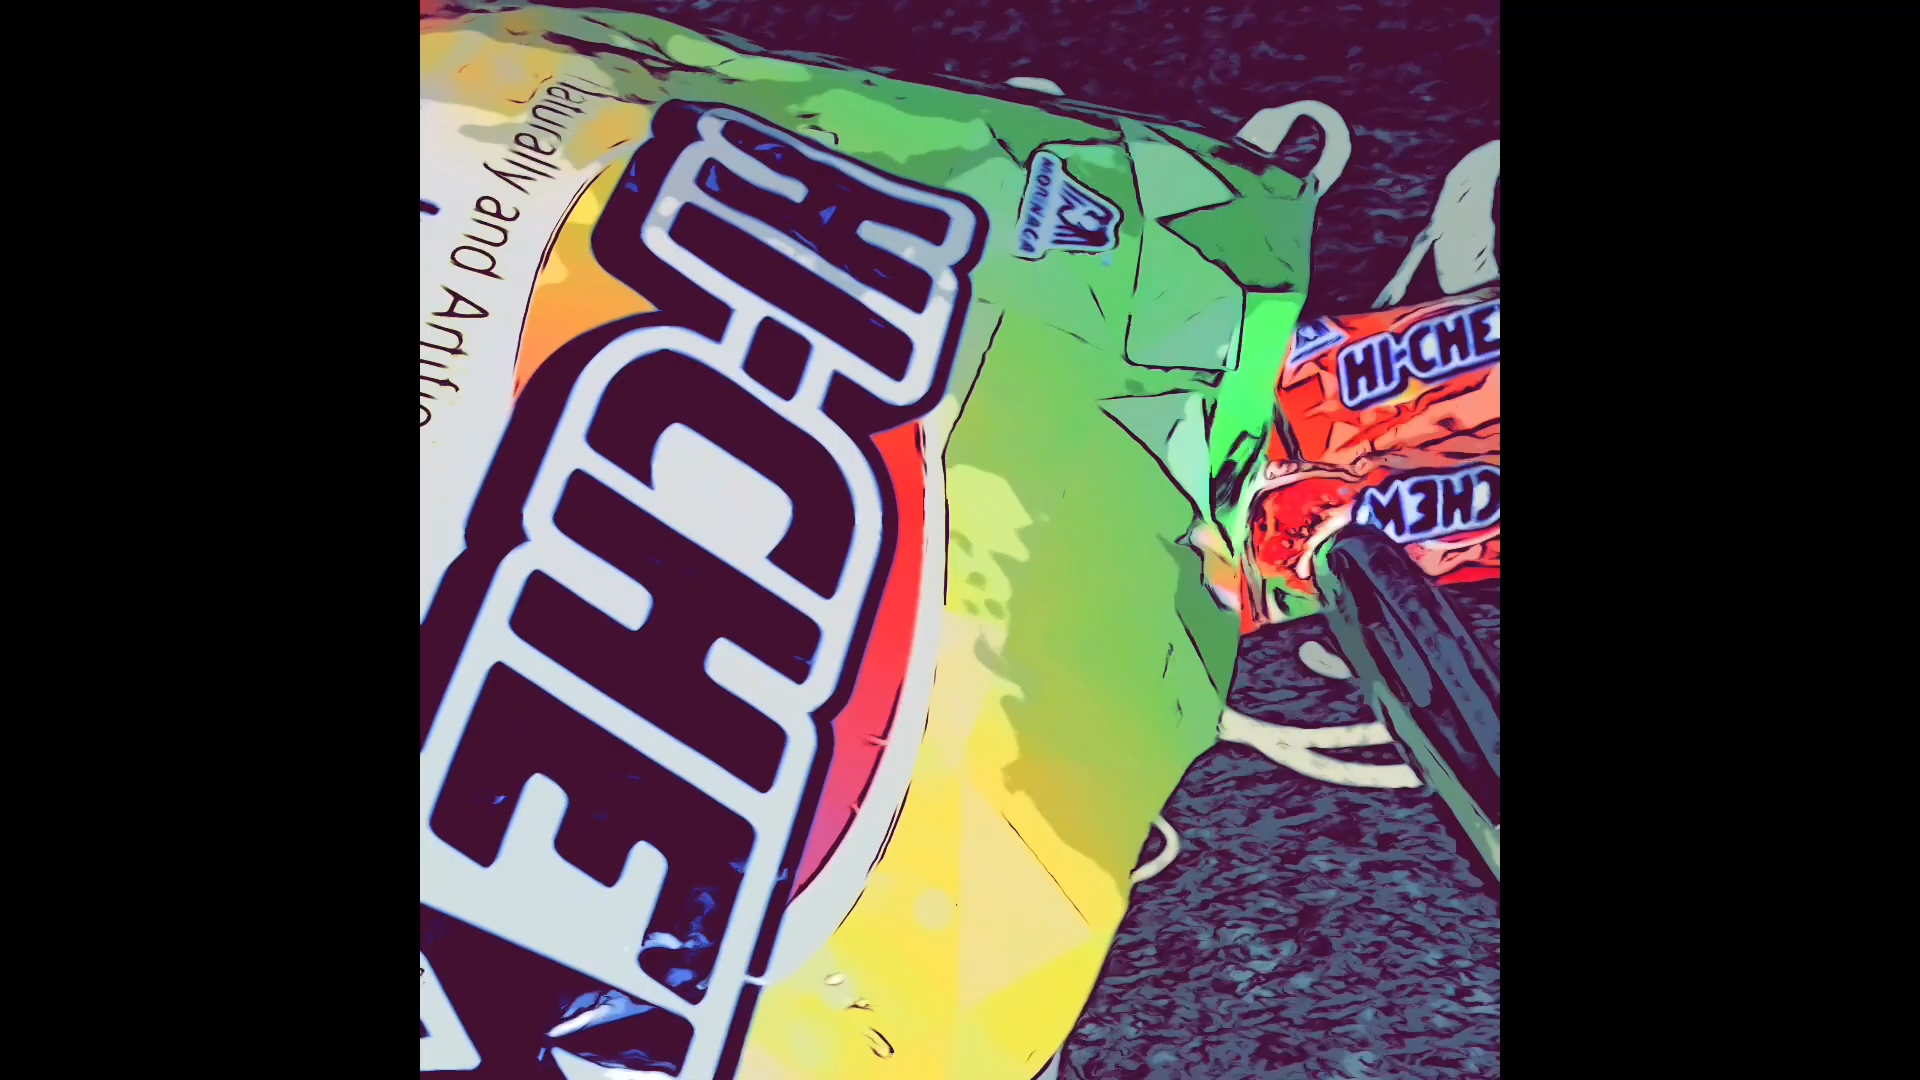 Naturally and Artific
HI-CHEW
MORINAGA
HI-CHE
CHEW